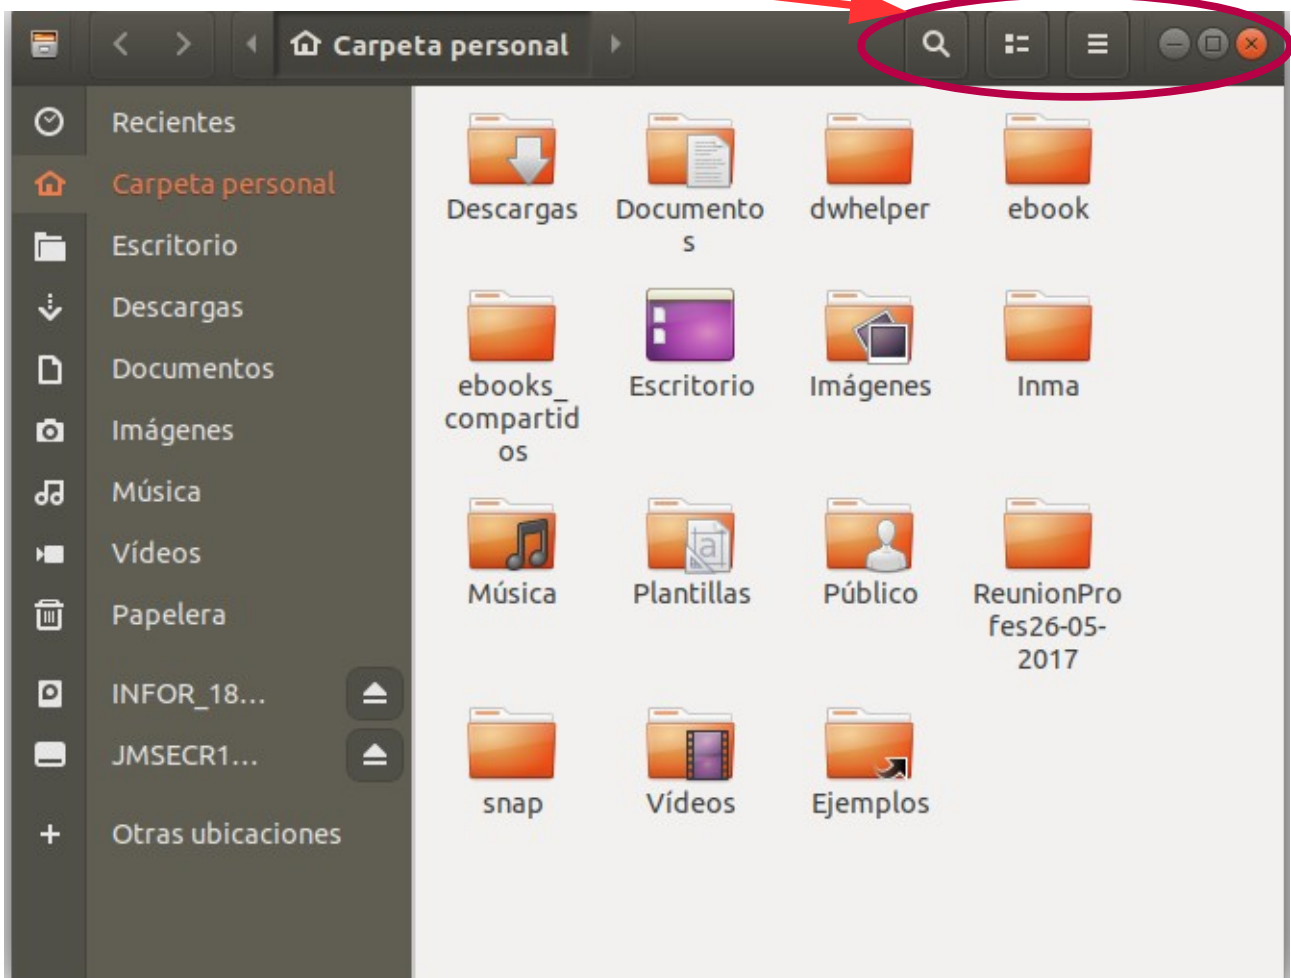 Carpeta personal
Recientes
Carpeta personal
Escritorio
Descargas
Documentos
Imágenes
Música
Vídeos
Papelera
INFOR_18...
JMSECR1...
Otras ubicaciones
Descargas
Documento
s
dwhelper
ebook
ebooks_
compartid
os
Escritorio
Imágenes
Inma
Música
Plantillas
Público
ReunionPro
fes26-05-
2017
snap
Vídeos
Ejemplos